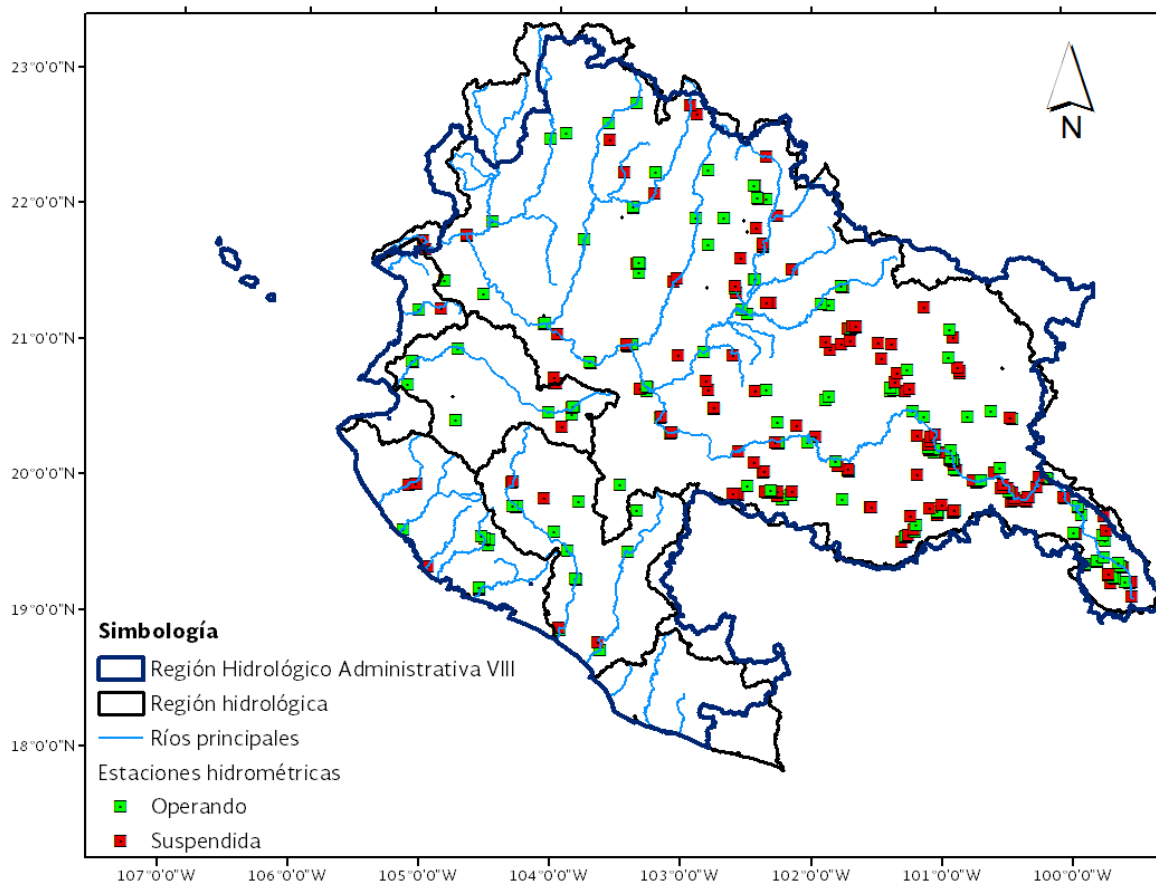 23°0'0"N
22°0'0"N
21°0'0"N
20°0'0"N
19°0'0"N
18°0'0"N
N
Simbología
Región Hidrológico Administrativa VIII
Región hidrológica
Ríos principales
Estaciones hidrométricas
Operando
Suspendida
107°0'0"W 106°0'0"W 105°0'0"W 104°0'0"W 103°0'0"W 102°0'0"W 101°0'0"W 100°0'0"W